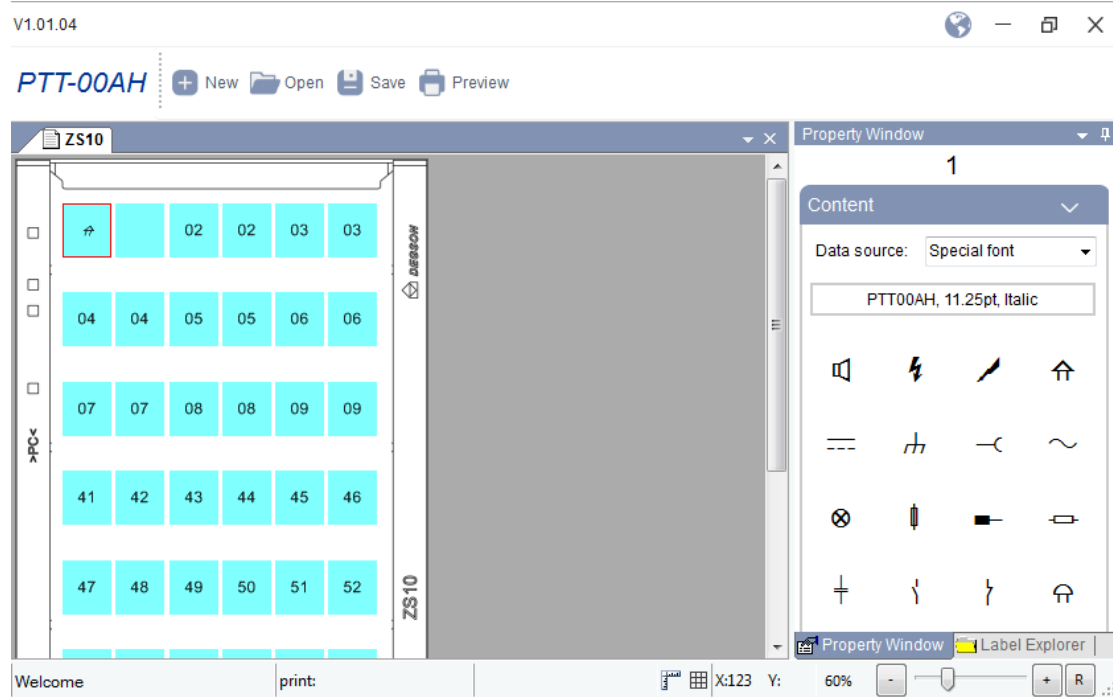 V1.01.04
PTT-00AH New Open Save Preview
ZS10
Property Window
1
Content
Data source: Special font
PTT00AH, 11.25pt, Italic
02 02 03 03
04 04 05 05 06 06
07 07 08 08 09 09
41 42 43 44 45 46
47 48 49 50 51 52
DEGSON
>PC<
ZS10
Property Window Label Explorer
Welcome print: X:123 Y: 60% - + R